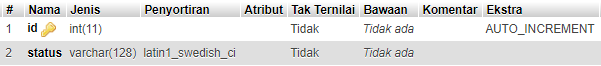 # Nama Jenis Penyortiran Atribut Tak Ternilai Bawaan Komentar Ekstra
1 id int(11) Tidak Tidak ada AUTO_INCREMENT
2 status varchar(128) latin1_swedish_ci Tidak Tidak ada